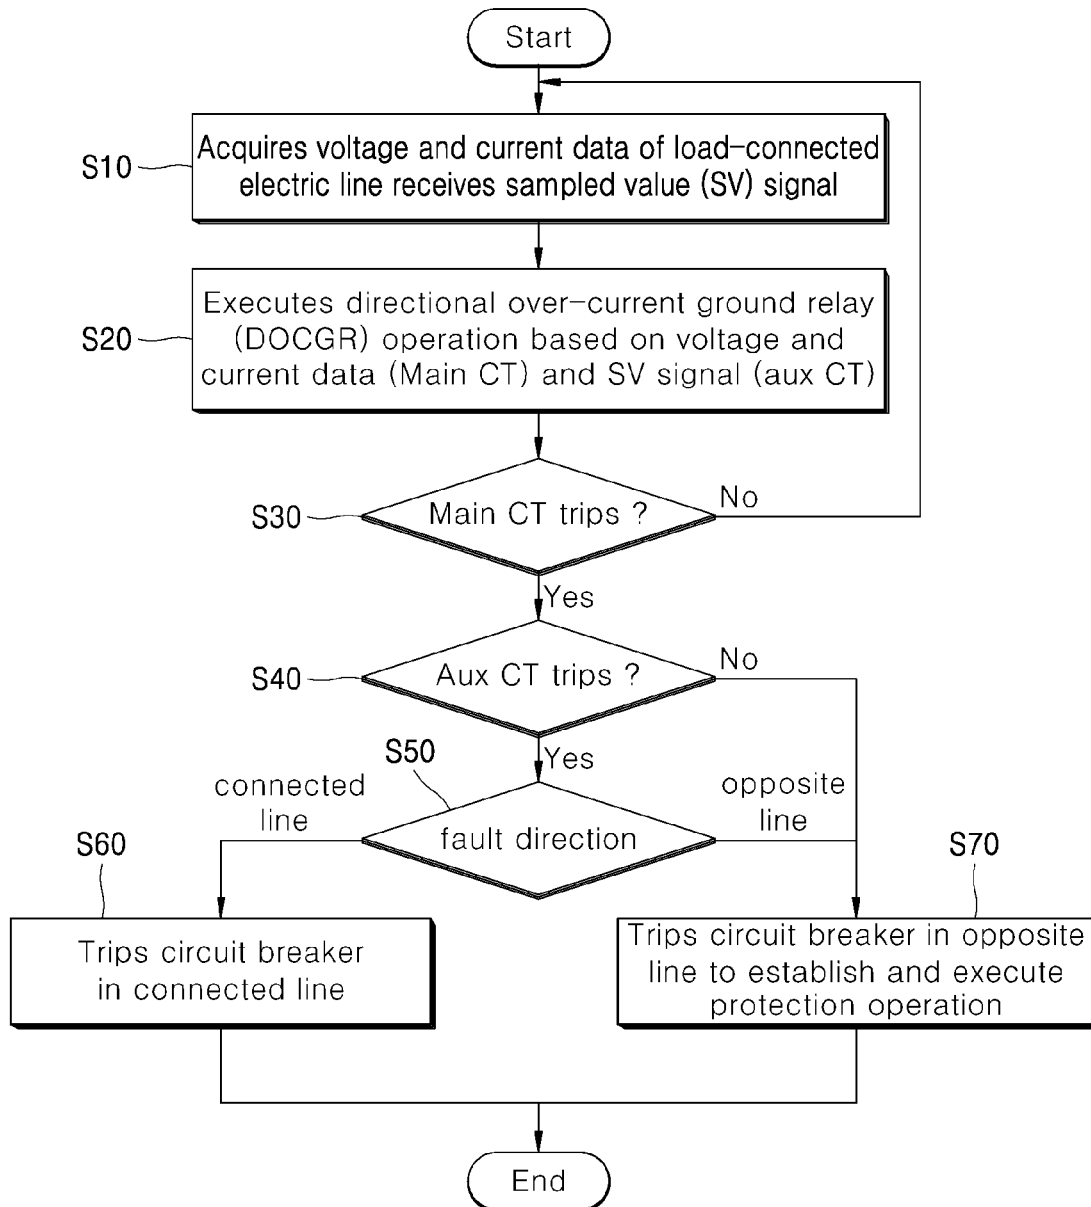 Start
S10
Acquires voltage and current data of load-connected
electric line receives sampled value (SV) signal
S20
Executes directional over-current ground relay
(DOCGR) operation based on voltage and
current data (Main CT) and SV signal (aux CT)
S30
Main CT trips ?
No
Yes
S40
Aux CT trips ?
No
Yes
S50
connected
line
fault direction
opposite
line
S60
Trips circuit breaker
in connected line
S70
Trips circuit breaker in opposite
line to establish and execute
protection operation
End